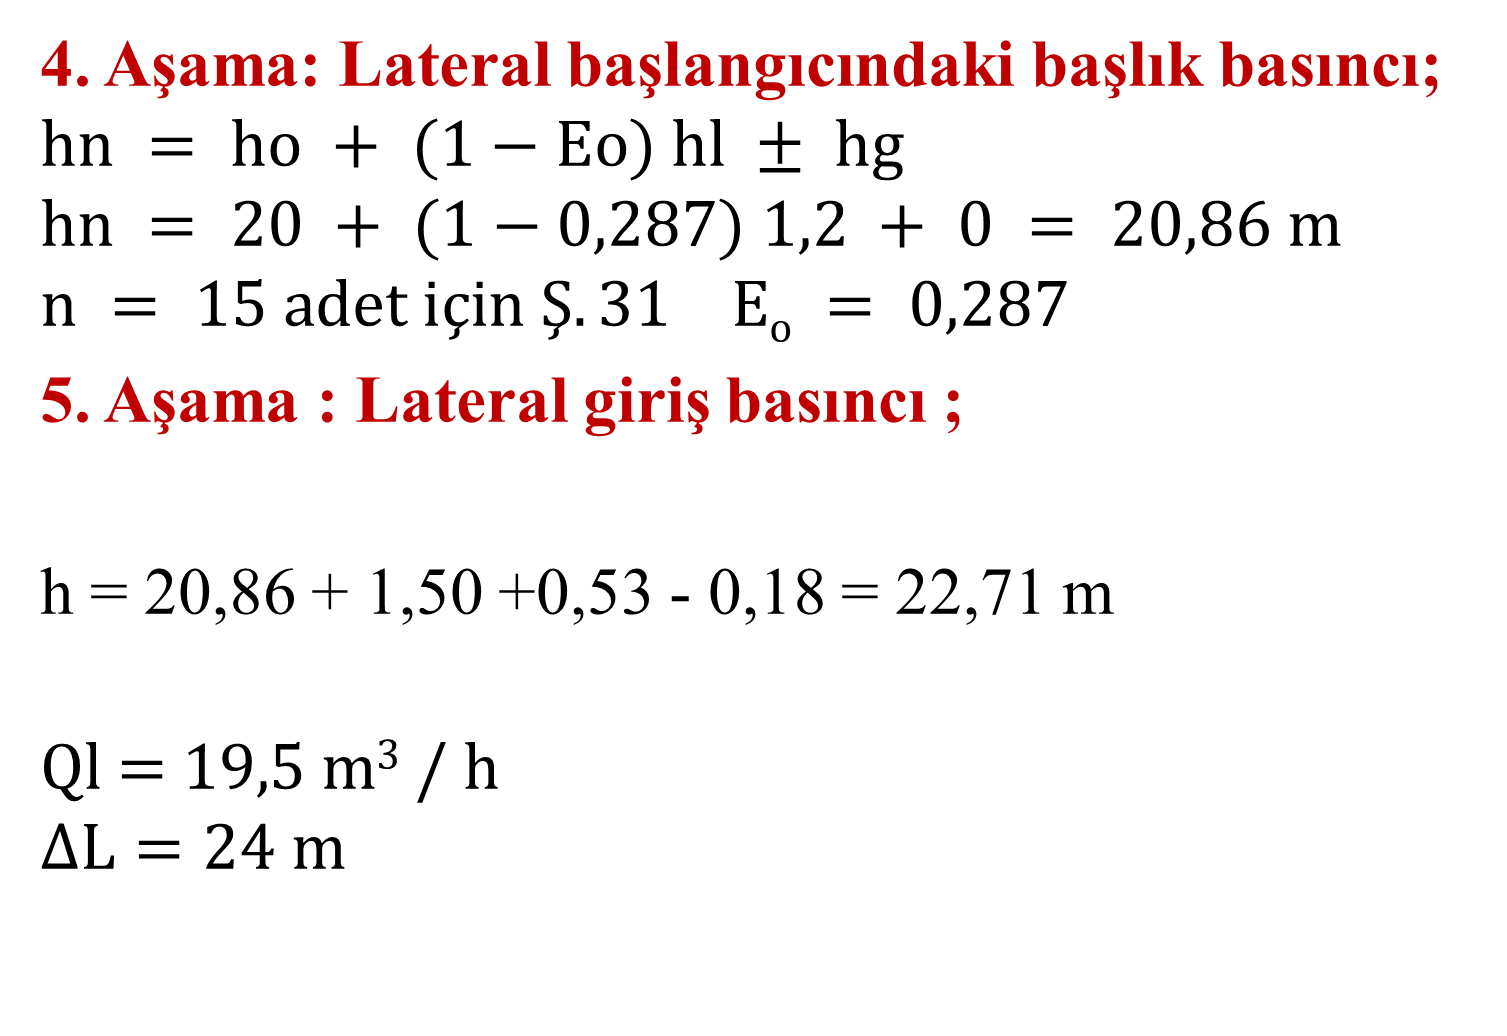 4. Aşama: Lateral başlangıcındaki başlık basıncı;
hn = ho + (1 − Eo) hl ± hg
hn = 20 + (1 − 0,287) 1,2 + 0 = 20,86 m
n = 15 adet için Ş. 31 Eₒ = 0,287
5. Aşama : Lateral giriş basıncı ;
h = 20,86 + 1,50 +0,53 - 0,18 = 22,71 m
Ql = 19,5 m³ / h
ΔL = 24 m